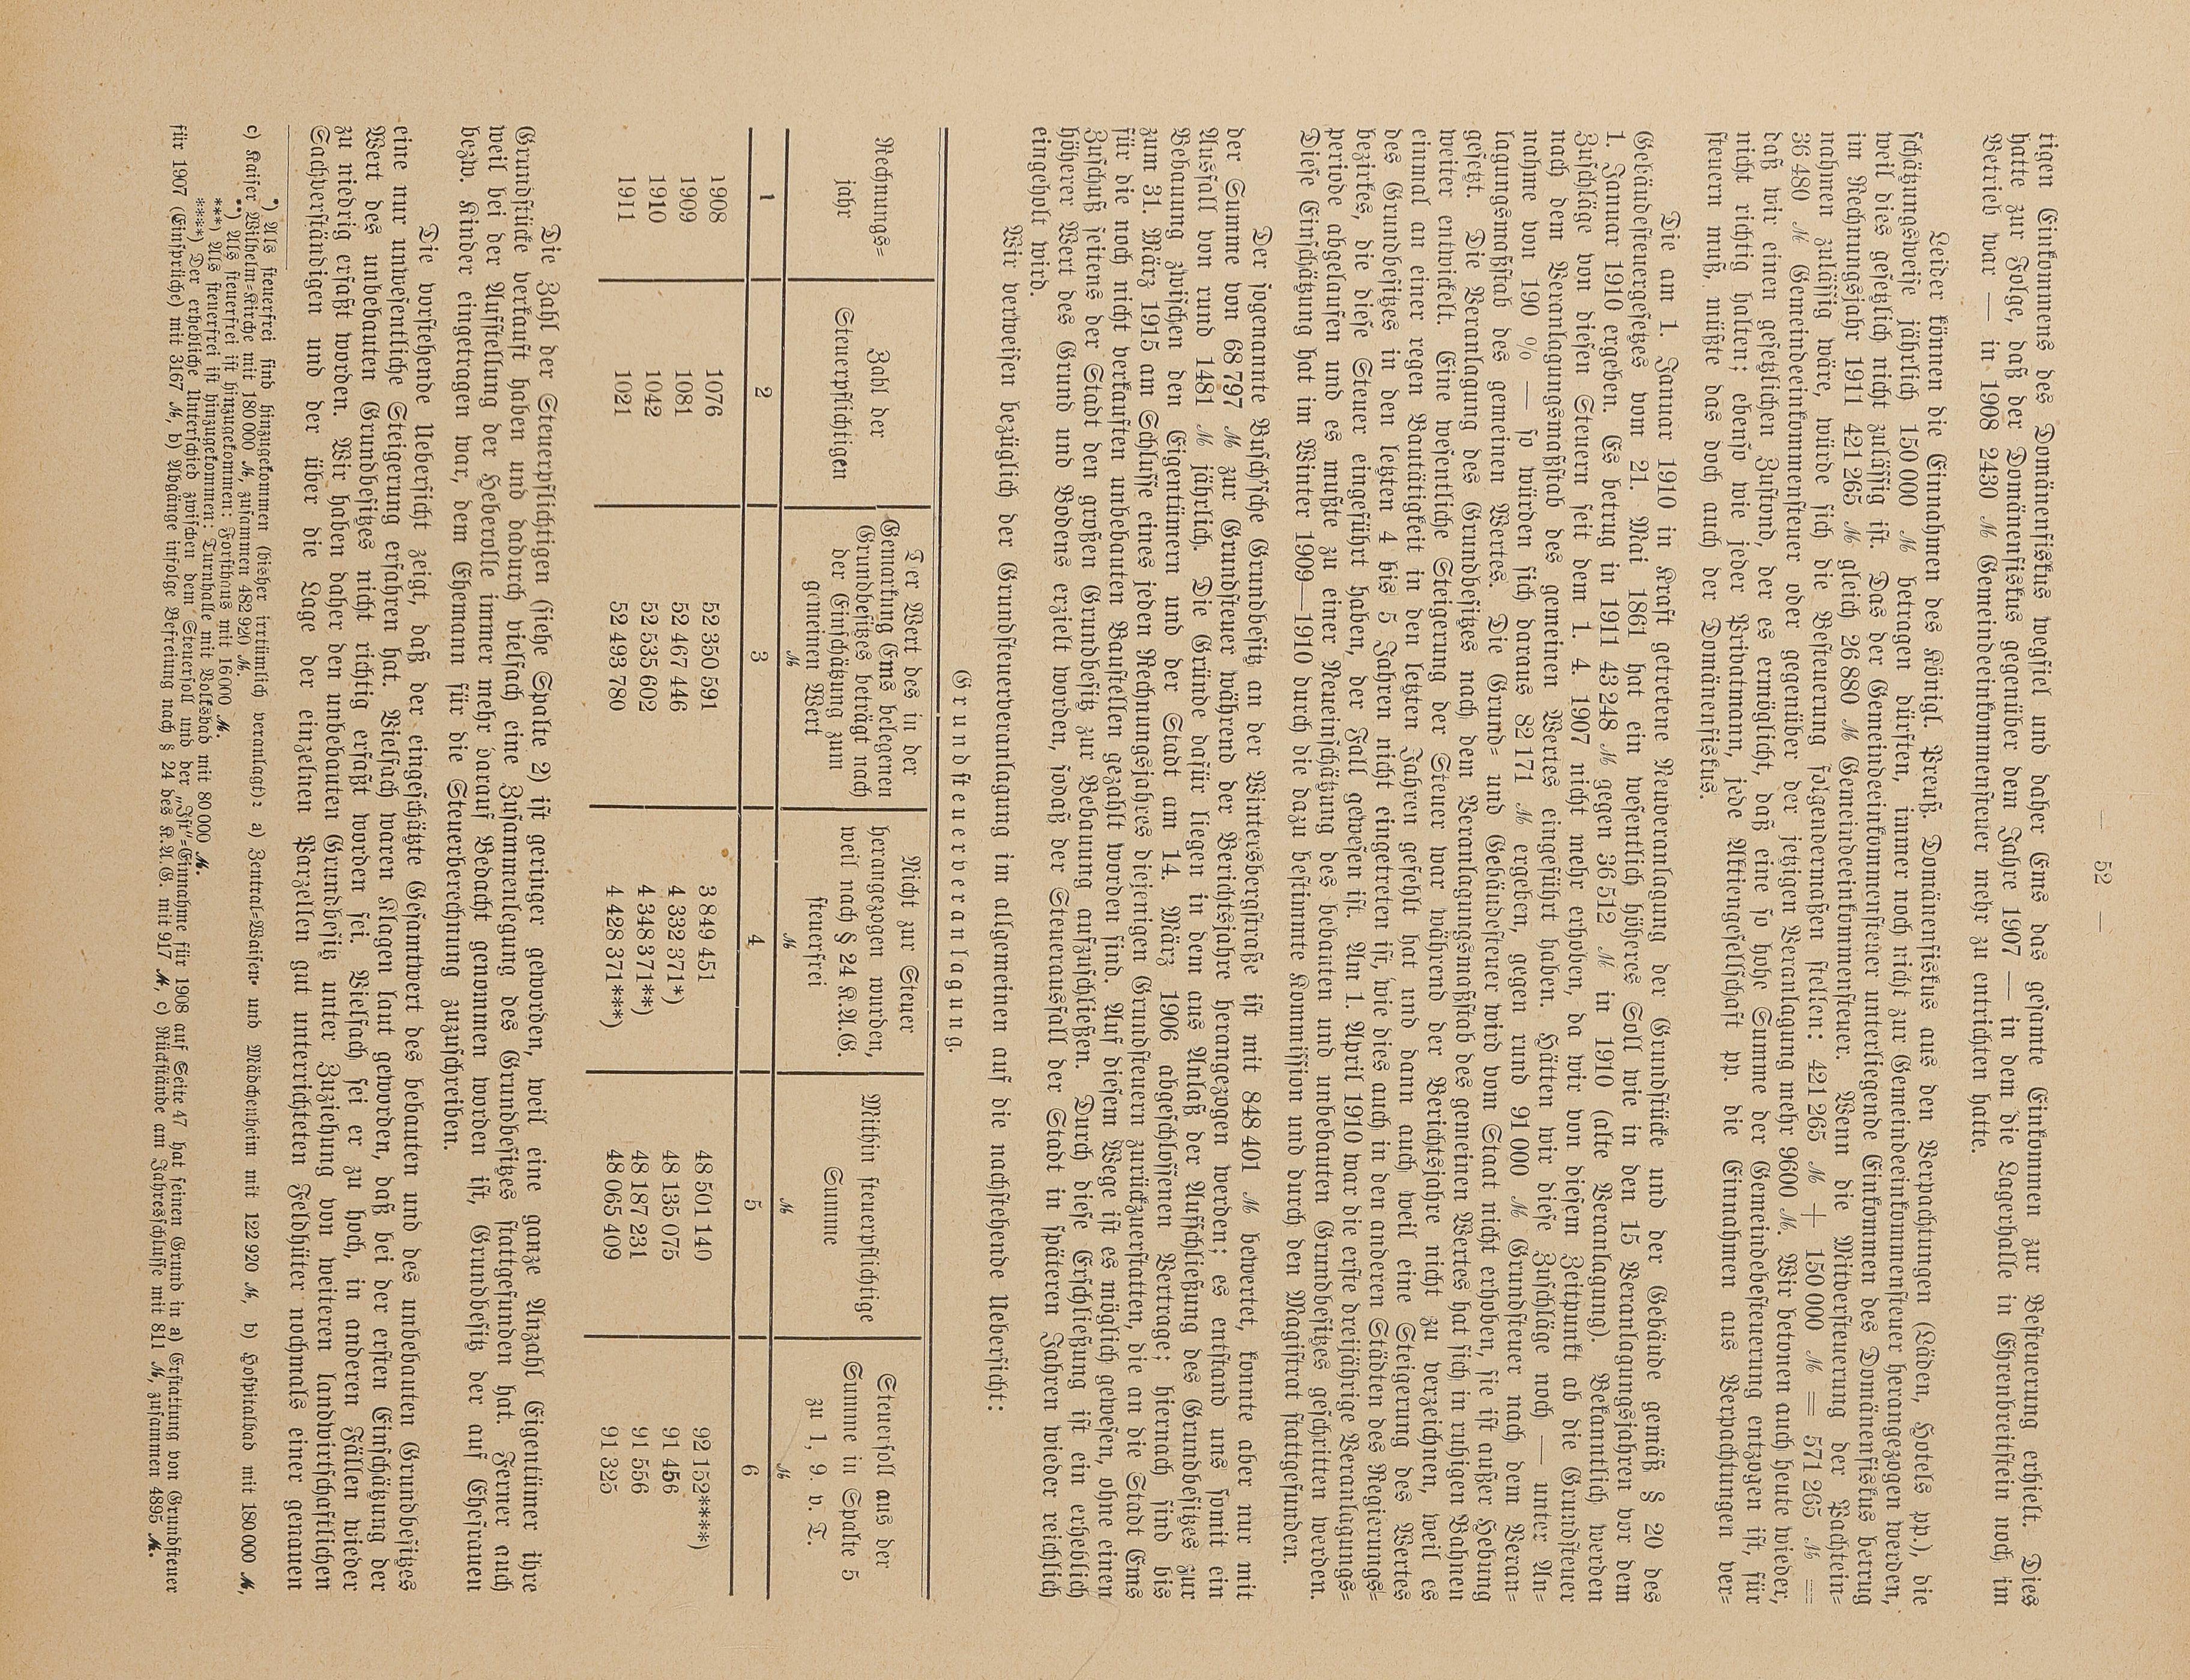 — 52 —
tigen Einkommens des Domänenfiskus wegfiel und daher Ems das gesamte Einkommen zur Besteuerung erhielt. Dies
hatte zur Folge, daß der Domänenfiskus gegenüber dem Jahre 1907 — in dem die Lagerhalle in Ehrenbreitstein noch im
Betrieb war — in 1908 2430 ℳ Gemeindeeinkommensteuer mehr zu entrichten hatte.
Leider können die Einnahmen des Königl. Preuß. Domänenfiskus aus den Verpachtungen (Läden, Hotels pp.), die
schätzungsweise jährlich 150 000 ℳ betragen dürften, immer noch nicht zur Gemeindeeinkommensteuer herangezogen werden,
weil dies gesetzlich nicht zulässig ist. Das der Gemeindeeinkommensteuer unterliegende Einkommen des Domänenfiskus betrug
im Rechnungsjahr 1911 421 265 ℳ gleich 26 880 ℳ Gemeindeeinkommensteuer. Wenn die Mitversteuerung der Pachtein=
nahmen zulässig wäre, würde sich die Besteuerung folgendermaßen stellen: 421 265 ℳ + 150 000 ℳ = 571 265 ℳ =
36 480 ℳ Gemeindeeinkommensteuer oder gegenüber der jetzigen Veranlagung mehr 9600 ℳ. Wir betonen auch heute wieder,
daß wir einen gesetzlichen Zustand, der es ermöglicht, daß eine so hohe Summe der Gemeindebesteuerung entzogen ist, für
nicht richtig halten; ebenso wie jeder Privatmann, jede Aktiengesellschaft pp. die Einnahmen aus Verpachtungen ver=
steuern muß, müßte das doch auch der Domänenfiskus.
Die am 1. Januar 1910 in Kraft getretene Neuveranlagung der Grundstücke und der Gebäude gemäß § 20 des
Gebäudesteuergesetzes vom 21. Mai 1861 hat ein wesentlich höheres Soll wie in den 15 Veranlagungsjahren vor dem
1. Januar 1910 ergeben. Es betrug in 1911 43 248 ℳ gegen 36 512 ℳ in 1910 (alte Veranlagung). Bekanntlich werden
Zuschläge von diesen Steuern seit dem 1. 4. 1907 nicht mehr erhoben, da wir von diesem Zeitpunkt ab die Grundsteuer
nach dem Veranlagungsmaßstab des gemeinen Wertes eingeführt haben. Hätten wir diese Zuschläge noch — unter An=
nahme von 190 % — so würden sich daraus 82 171 ℳ ergeben, gegen rund 91 000 ℳ Grundsteuer nach dem Veran=
lagungsmaßstab des gemeinen Wertes. Die Grund= und Gebäudesteuer wird vom Staat nicht erhoben, sie ist außer Hebung
gesetzt. Die Veranlagung des Grundbesitzes nach dem Veranlagungsmaßstab des gemeinen Wertes hat sich in ruhigen Bahnen
weiter entwickelt. Eine wesentliche Steigerung der Steuer war während der Berichtsjahre nicht zu verzeichnen, weil es
einmal an einer regen Bautätigkeit in den letzten Jahren gefehlt hat und dann auch weil eine Steigerung des Wertes
des Grundbesitzes in den letzten 4 bis 5 Jahren nicht eingetreten ist, wie dies auch in den anderen Städten des Regierungs=
bezirkes, die diese Steuer eingeführt haben, der Fall gewesen ist. Am 1. April 1910 war die erste dreijährige Veranlagungs=
periode abgelaufen und es mußte zu einer Neueinschätzung des bebauten und unbebauten Grundbesitzes geschritten werden.
Diese Einschätzung hat im Winter 1909—1910 durch die dazu bestimmte Kommission und durch den Magistrat stattgefunden.
Der sogenannte Busch'sche Grundbesitz an der Wintersbergstraße ist mit 848 401 ℳ bewertet, konnte aber nur mit
der Summe von 68 797 ℳ zur Grundsteuer während der Berichtsjahre herangezogen werden; es entstand uns somit ein
Ausfall von rund 1481 ℳ jährlich. Die Gründe dafür liegen in dem aus Anlaß der Aufschließung des Grundbesitzes zur
Bebauung zwischen den Eigentümern und der Stadt am 14. März 1906 abgeschlossenen Vertrage; hiernach sind bis
zum 31. März 1915 am Schlusse eines jeden Rechnungsjahres diejenigen Grundsteuern zurückzuerstatten, die an die Stadt Ems
für die noch nicht verkauften unbebauten Baustellen gezahlt worden sind. Auf diesem Wege ist es möglich gewesen, ohne einen
Zuschuß seitens der Stadt den großen Grundbesitz zur Bebauung aufzuschließen. Durch diese Erschließung ist ein erheblich
höherer Wert des Grund und Bodens erzielt worden, sodaß der Steuerausfall der Stadt in späteren Jahren wieder reichlich
eingeholt wird.
Wir verweisen bezüglich der Grundsteuerveranlagung im allgemeinen auf die nachstehende Uebersicht:
Grundsteuerveranlagung.
Rechnungs=
jahr
Zahl der
Steuerpflichtigen
Der Wert des in der
Gemarkung Ems belegenen
Grundbesitzes beträgt nach
der Einschätzung zum
gemeinen Wert
ℳ
Nicht zur Steuer
herangezogen wurden,
weil nach § 24 K.A.G.
steuerfrei
ℳ
Mithin steuerpflichtige
Summe
ℳ
Steuersoll aus der
Summe in Spalte 5
zu 1, 9. v. T.
ℳ
1 2 3 4 5 6
1908 1076 52 350 591 3 849 451 48 501 140 92 152****)
1909 1081 52 467 446 4 332 371*) 48 135 075 91 456
1910 1042 52 535 602 4 348 371**) 48 187 231 91 556
1911 1021 52 493 780 4 428 371***) 48 065 409 91 325
Die Zahl der Steuerpflichtigen (siehe Spalte 2) ist geringer geworden, weil eine ganze Anzahl Eigentümer ihre
Grundstücke verkauft haben und dadurch vielfach eine Zusammenlegung des Grundbesitzes stattgefunden hat. Ferner auch
weil bei der Aufstellung der Heberolle immer mehr darauf Bedacht genommen worden ist, Grundbesitz der auf Ehefrauen
bezw. Kinder eingetragen war, dem Ehemann für die Steuerberechnung zuzuschreiben.
Die vorstehende Uebersicht zeigt, daß der eingeschätzte Gesamtwert des bebauten und des unbebauten Grundbesitzes
eine nur unwesentliche Steigerung erfahren hat. Vielfach waren Klagen laut geworden, daß bei der ersten Einschätzung der
Wert des unbebauten Grundbesitzes nicht richtig erfaßt worden sei. Vielfach sei er zu hoch, in anderen Fällen wieder
zu niedrig erfaßt worden. Wir haben daher den unbebauten Grundbesitz unter Zuziehung von weiteren landwirtschaftlichen
Sachverständigen und der über die Lage der einzelnen Parzellen gut unterrichteten Feldhüter nochmals einer genauen
*) Als steuerfrei sind hinzugekommen (bisher irrtümlich veranlagt): a) Zentral=Waisen= und Mädchenheim mit 122 920 ℳ, b) Hospitalbad mit 180 000 ℳ,
c) Kaiser Wilhelm=Kirche mit 180 000 ℳ, zusammen 482 920 ℳ.
**) Als steuerfrei ist hinzugekommen: Forsthaus mit 16 000 ℳ.
***) Als steuerfrei ist hinzugekommen: Turnhalle mit Volksbad mit 80 000 ℳ.
****) Der erhebliche Unterschied zwischen dem Steuersoll und der „Ist"=Einnahme für 1908 auf Seite 47 hat seinen Grund in a) Erstattung von Grundsteuer
für 1907 (Einsprüche) mit 3167 ℳ, b) Abgänge infolge Befreiung nach § 24 des K.A.G. mit 917 ℳ, c) Rückstände am Jahresschlusse mit 811 ℳ, zusammen 4895 ℳ.